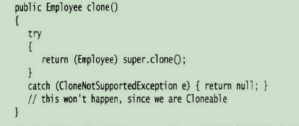 public Employee clone()
{
try
{
return (Employee) super.clone();
}
catch (CloneNotSupportedException e) { return null; }
// this won't happen, since we are Cloneable
}